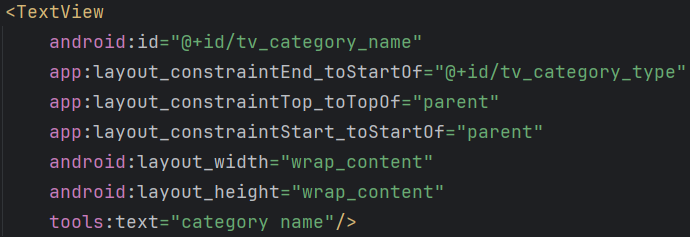 <TextView
    android:id="@+id/tv_category_name"
    app:layout_constraintEnd_toStartOf="@+id/tv_category_type"
    app:layout_constraintTop_toTopOf="parent"
    app:layout_constraintStart_toStartOf="parent"
    android:layout_width="wrap_content"
    android:layout_height="wrap_content"
    tools:text="category name"/>